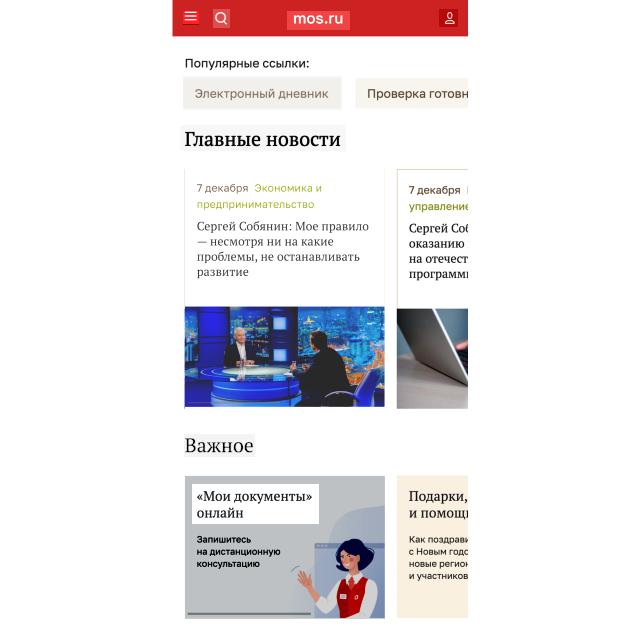 mos.ru
Популярные ссылки:
Электронный дневник
Проверка готовн
Главные новости
7 декабря Экономика и
предпринимательство
Сергей Собянин: Мое правило
— несмотря ни на какие
проблемы, не останавливать
развитие
7 декабря
управление
Сергей Соб
оказанию
на отечест
программ
Важное
«Мои документы»
онлайн
Запишитесь
на дистанционную
консультацию
Подарки,
и помощ
Как поздрави
с Новым годо
новые регион
и участников